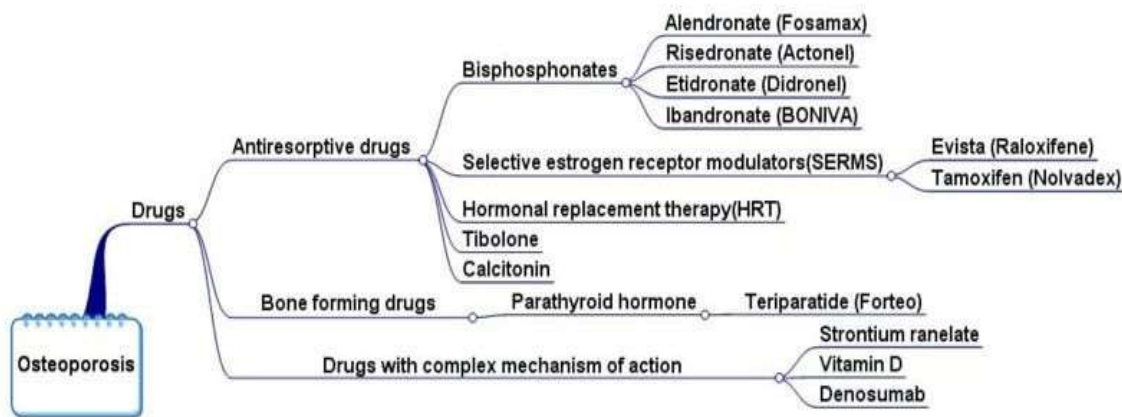 Osteoporosis
Drugs
Antiresorptive drugs
Bisphosphonates
Alendronate (Fosamax)
Risedronate (Actonel)
Etidronate (Didronel)
Ibandronate (BONIVA)
Selective estrogen receptor modulators(SERMS)
Evista (Raloxifene)
Tamoxifen (Nolvadex)
Hormonal replacement therapy(HRT)
Tibolone
Calcitonin
Bone forming drugs
Parathyroid hormone
Teriparatide (Forteo)
Drugs with complex mechanism of action
Strontium ranelate
Vitamin D
Denosumab